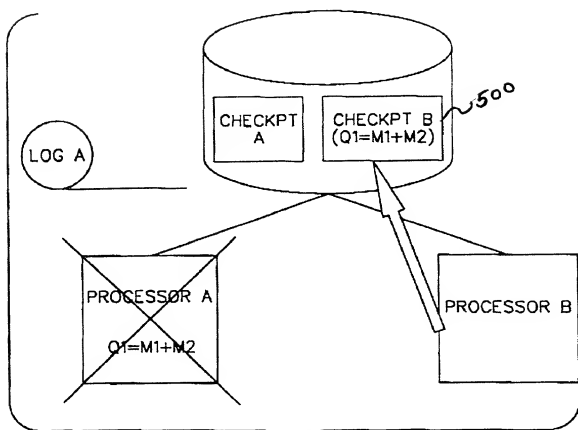 CHECKPT
A
CHECKPT B
(Q1=M1+M2)
500
LOG A
PROCESSOR A
Q1=M1+M2
PROCESSOR B